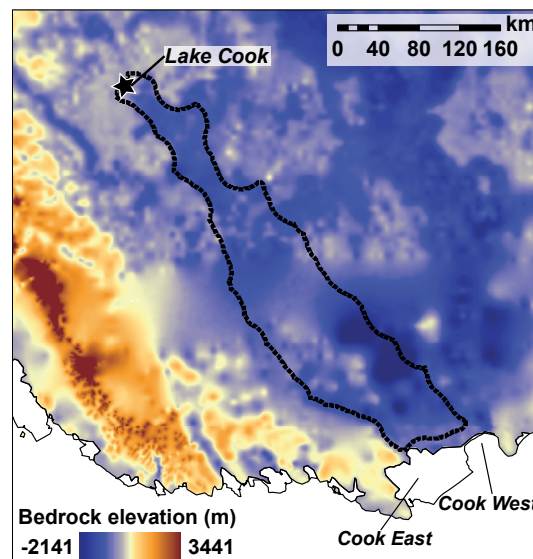 km
0 40 80 120 160
Lake Cook
Cook West
Cook East
Bedrock elevation (m)
-2141 3441